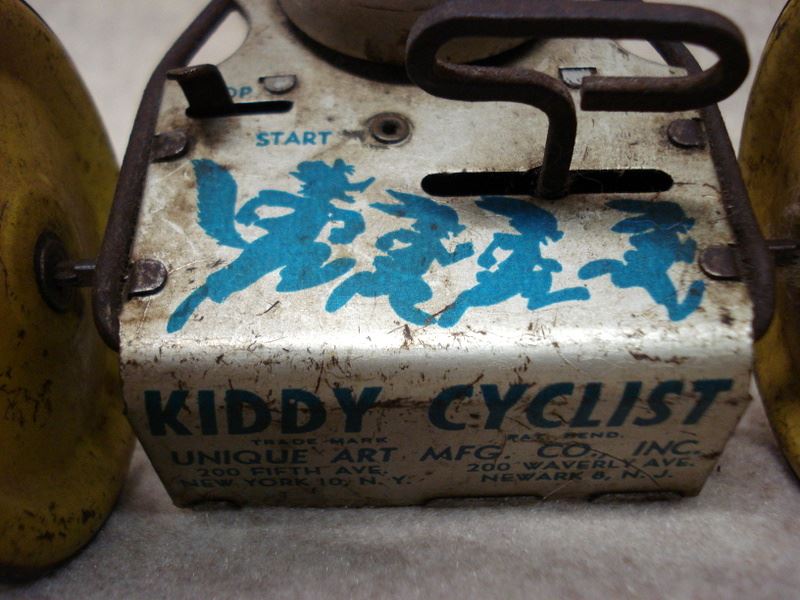 OP
START
KIDDY CYCLIST
TRADE MARK PAT. PEND.
UNIQUE ART MFG. CO., INC.
200 FIFTH AVE. 200 WAVERLY AVE.
NEW YORK 10, N. Y. NEWARK 8, N. J.